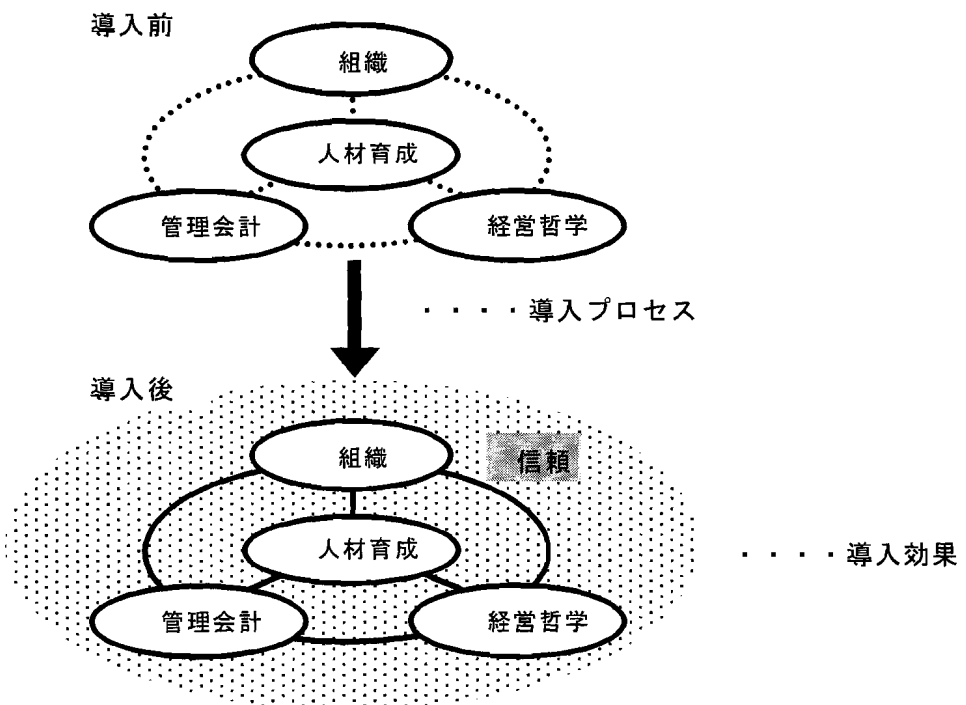 導入前
組織
人材育成
管理会計
経営哲学
・・・・導入プロセス
導入後
組織
信頼
人材育成
・・・・導入効果
管理会計
経営哲学